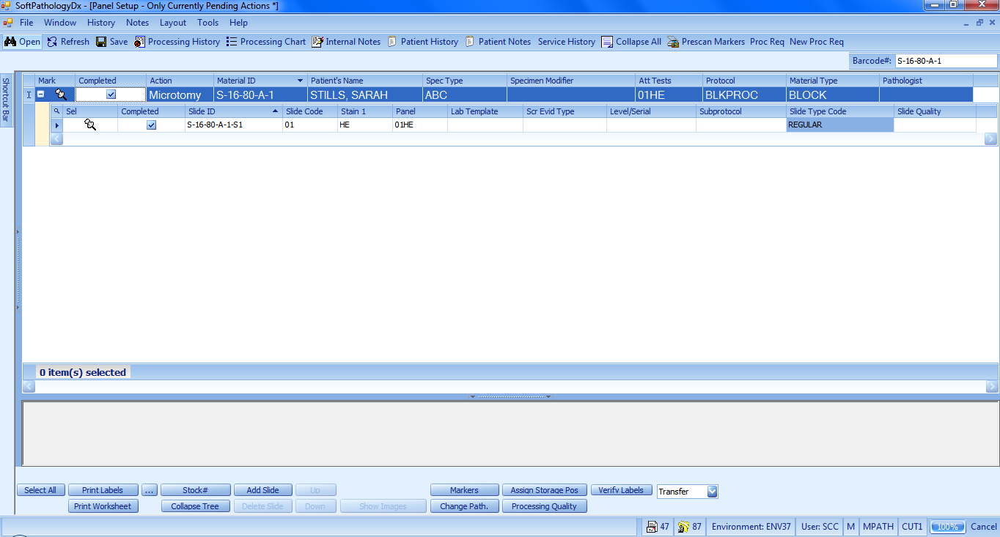 SoftPathologyDx - [Panel Setup - Only Currently Pending Actions *]
File Window History Notes Layout Tools Help
Open Refresh Save Processing History Processing Chart Internal Notes Patient History Patient Notes Service History Collapse All Prescan Markers Proc Req New Proc Req
Barcode#: S-16-80-A-1
Shortcut Bar
Mark Completed Action Material ID Patient's Name Spec Type Specimen Modifier Att Tests Protocol Material Type Pathologist
Microtomy S-16-80-A-1 STILLS, SARAH ABC 01HE BLKPROC BLOCK
Sel Completed Slide ID Slide Code Stain 1 Panel Lab Template Scr Evid Type Level/Serial Subprotocol Slide Type Code Slide Quality
S-16-80-A-1-S1 01 HE 01HE REGULAR
0 item(s) selected
Select All Print Labels ... Stock# Add Slide Up Markers Assign Storage Pos Verify Labels Transfer
Print Worksheet Collapse Tree Delete Slide Down Show Images Change Path. Processing Quality
47 87 Environment: ENV37 User: SCC M MPATH CUT1 100% Cancel